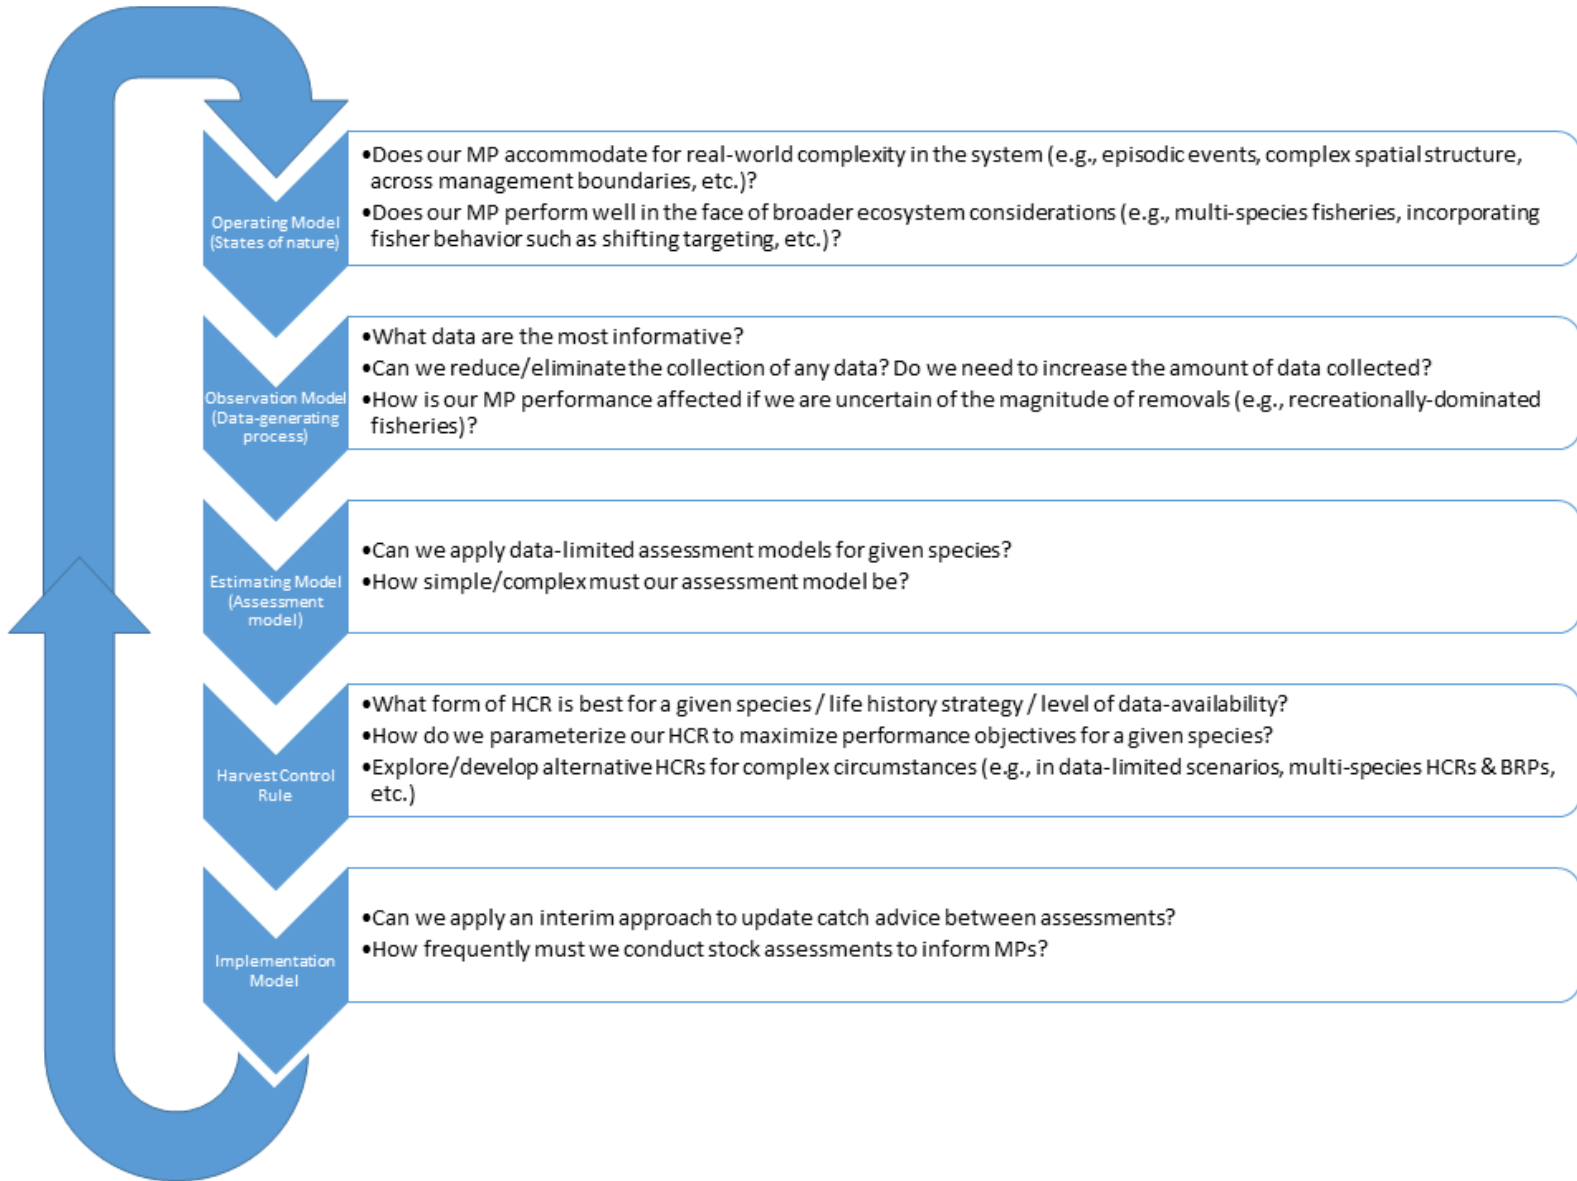 Operating Model
(States of nature)
•Does our MP accommodate for real-world complexity in the system (e.g., episodic events, complex spatial structure,
across management boundaries, etc.)?
•Does our MP perform well in the face of broader ecosystem considerations (e.g., multi-species fisheries, incorporating
fisher behavior such as shifting targeting, etc.)?
Observation Model
(Data-generating
process)
•What data are the most informative?
•Can we reduce/eliminate the collection of any data? Do we need to increase the amount of data collected?
•How is our MP performance affected if we are uncertain of the magnitude of removals (e.g., recreationally-dominated
fisheries)?
Estimating Model
(Assessment
model)
•Can we apply data-limited assessment models for given species?
•How simple/complex must our assessment model be?
Harvest Control
Rule
•What form of HCR is best for a given species / life history strategy / level of data-availability?
•How do we parameterize our HCR to maximize performance objectives for a given species?
•Explore/develop alternative HCRs for complex circumstances (e.g., in data-limited scenarios, multi-species HCRs & BRPs,
etc.)
Implementation
Model
•Can we apply an interim approach to update catch advice between assessments?
•How frequently must we conduct stock assessments to inform MPs?